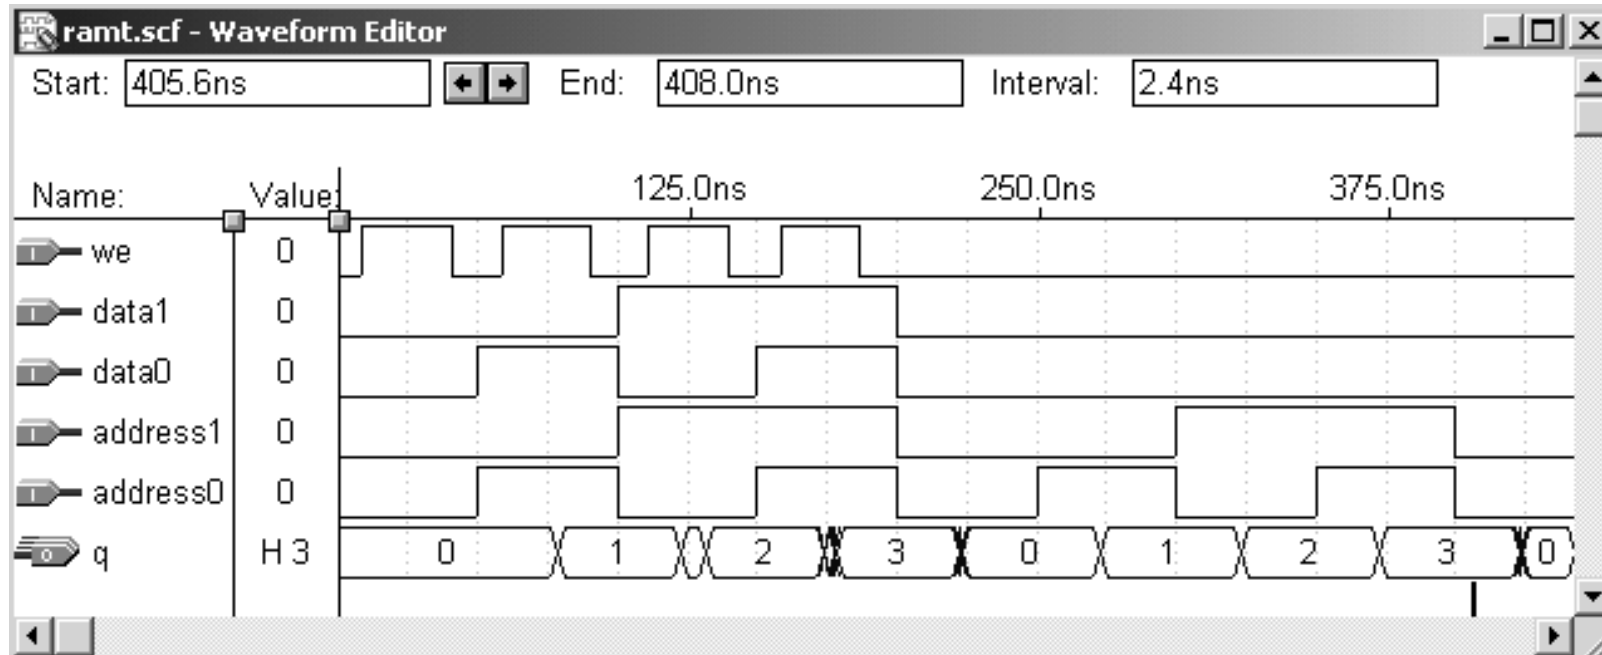 ramt.scf - Waveform Editor
Start: 405.6ns End: 408.0ns Interval: 2.4ns
Name: Value: 125.0ns 250.0ns 375.0ns
we 0
data1 0
data0 0
address1 0
address0 0
q H 3 0 1 2 3 0 1 2 3 0